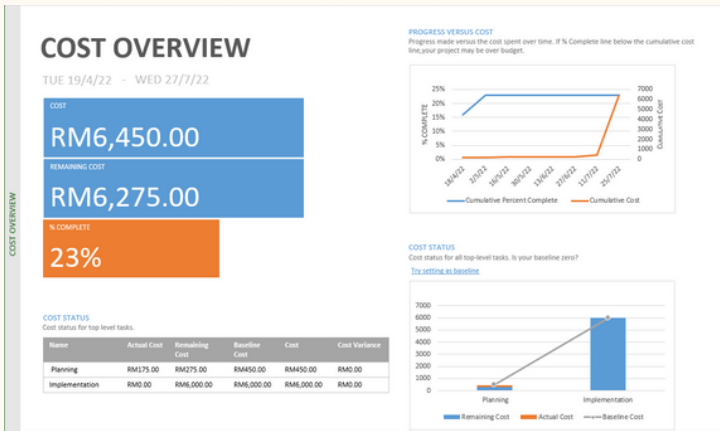 COST OVERVIEW
COST OVERVIEW
TUE 19/4/22 - WED 27/7/22
COST
RM6,450.00
REMAINING COST
RM6,275.00
% COMPLETE
23%
COST STATUS
Cost status for top level tasks.
Name Actual Cost Remaining Cost Baseline Cost Cost Cost Variance
Planning RM175.00 RM275.00 RM450.00 RM450.00 RM0.00
Implementation RM0.00 RM6,000.00 RM6,000.00 RM6,000.00 RM0.00
PROGRESS VERSUS COST
Progress made versus the cost spent over time. If % Complete line below the cumulative cost
line,your project may be over budget.
% COMPLETE
25%
20%
15%
10%
5%
0%
7000
6000
5000
4000
3000
2000
1000
0
CUMULATIVE COST
18/4/22 2/5/22 16/5/22 30/5/22 13/6/22 27/6/22 11/7/22 25/7/22
Cumulative Percent Complete Cumulative Cost
COST STATUS
Cost status for all top-level tasks. Is your baseline zero?
Try setting as baseline
7000
6000
5000
4000
3000
2000
1000
0
Planning Implementation
Remaining Cost Actual Cost Baseline Cost